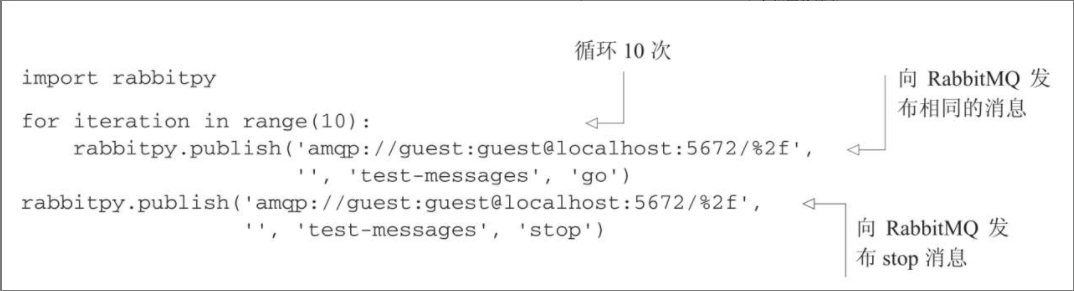 循环 10 次
import rabbitpy
向 RabbitMQ 发
布相同的消息
for iteration in range(10):
    rabbitpy.publish('amqp://guest:guest@localhost:5672/%2f',
                     '', 'test-messages', 'go')
rabbitpy.publish('amqp://guest:guest@localhost:5672/%2f',
                 '', 'test-messages', 'stop')
向 RabbitMQ 发
布 stop 消息